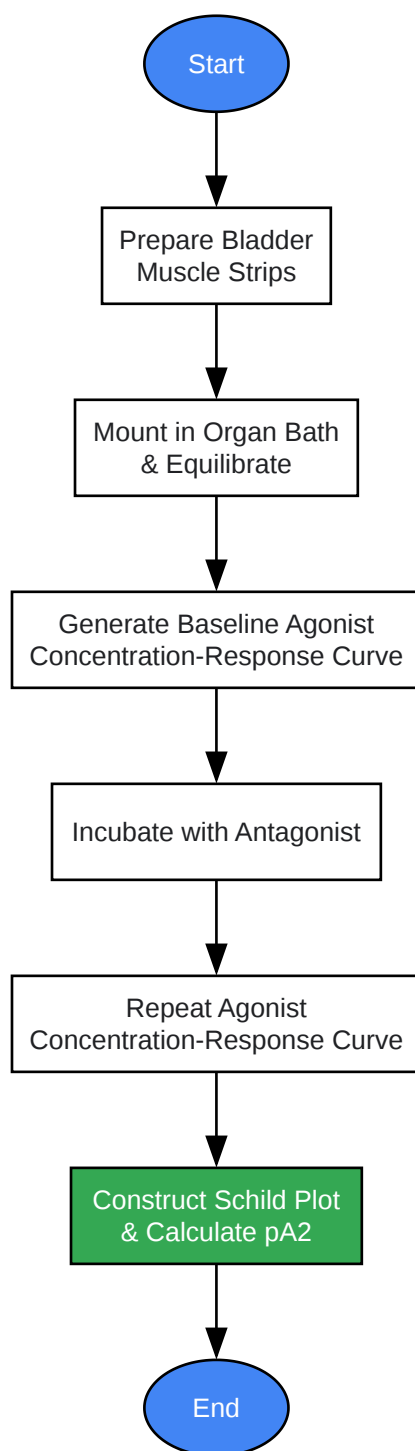 Start
Prepare Bladder
Muscle Strips
Mount in Organ Bath
& Equilibrate
Generate Baseline Agonist
Concentration-Response Curve
Incubate with Antagonist
Repeat Agonist
Concentration-Response Curve
Construct Schild Plot
& Calculate pA2
End